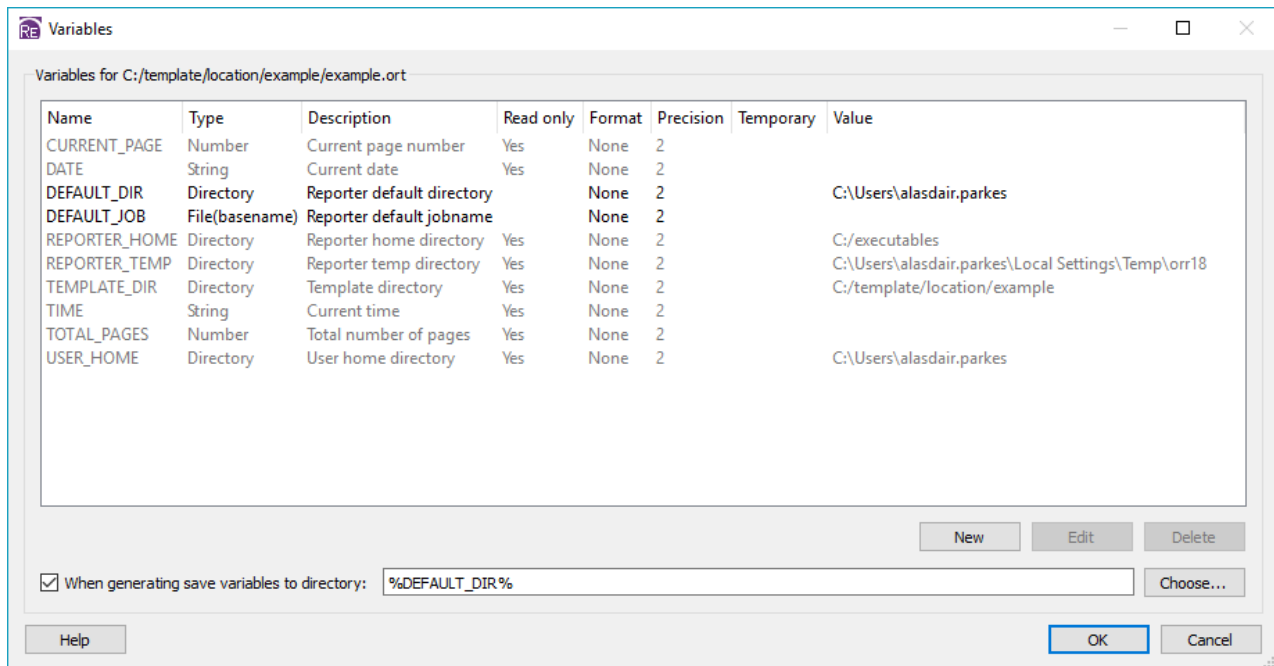 RE Variables
Variables for C:/template/location/example/example.ort
Name Type Description Read only Format Precision Temporary Value
CURRENT_PAGE Number Current page number Yes None 2
DATE String Current date Yes None 2
DEFAULT_DIR Directory Reporter default directory None 2 C:\Users\alasdair.parkes
DEFAULT_JOB File(basename) Reporter default jobname None 2
REPORTER_HOME Directory Reporter home directory Yes None 2 C:/executables
REPORTER_TEMP Directory Reporter temp directory Yes None 2 C:\Users\alasdair.parkes\Local Settings\Temp\orr18
TEMPLATE_DIR Directory Template directory Yes None 2 C:/template/location/example
TIME String Current time Yes None 2
TOTAL_PAGES Number Total number of pages Yes None 2
USER_HOME Directory User home directory Yes None 2 C:\Users\alasdair.parkes
New Edit Delete
When generating save variables to directory: %DEFAULT_DIR% Choose...
Help OK Cancel